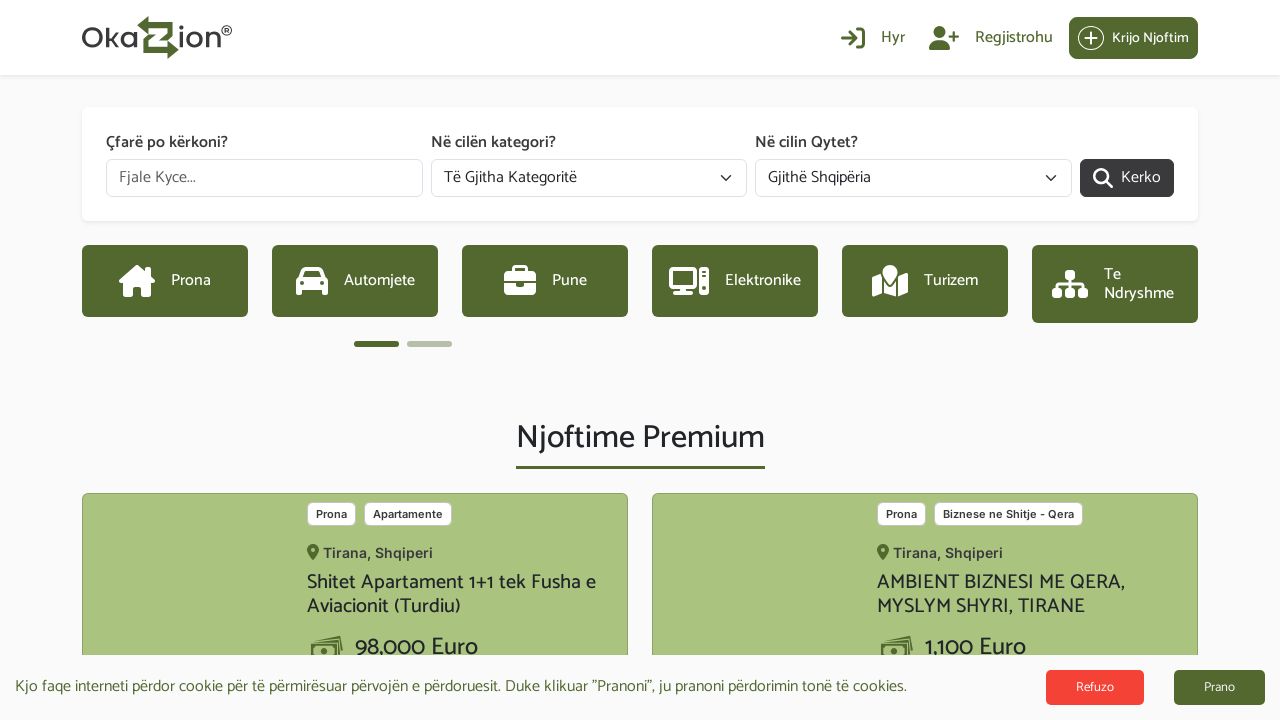 OkaZion®
Hyr
Regjistrohu
Krijo Njoftim
Çfarë po kërkoni?
Në cilën kategori?
Në cilin Qytet?
Fjale Kyce...
Të Gjitha Kategoritë
Gjithë Shqipëria
Kerko
Prona
Automjete
Pune
Elektronike
Turizem
Te
Ndryshme
Njoftime Premium
Prona
Apartamente
Tirana, Shqiperi
Shitet Apartament 1+1 tek Fusha e
Aviacionit (Turdiu)
98,000 Euro
Prona
Biznese ne Shitje - Qera
Tirana, Shqiperi
AMBIENT BIZNESI ME QERA,
MYSLYM SHYRI, TIRANE
1,100 Euro
Kjo faqe interneti përdor cookie për të përmirësuar përvojën e përdoruesit. Duke klikuar "Pranoni", ju pranoni përdorimin tonë të cookies.
Refuzo
Prano